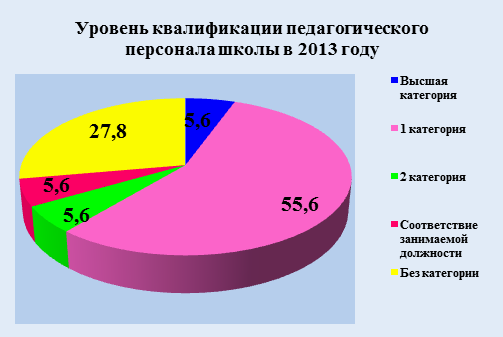 Уровень квалификации педагогического
персонала школы в 2013 году
5,6
55,6
5,6
5,6
27,8
Высшая
категория
1 категория
2 категория
Соответствие
занимаемой
должности
Без категории